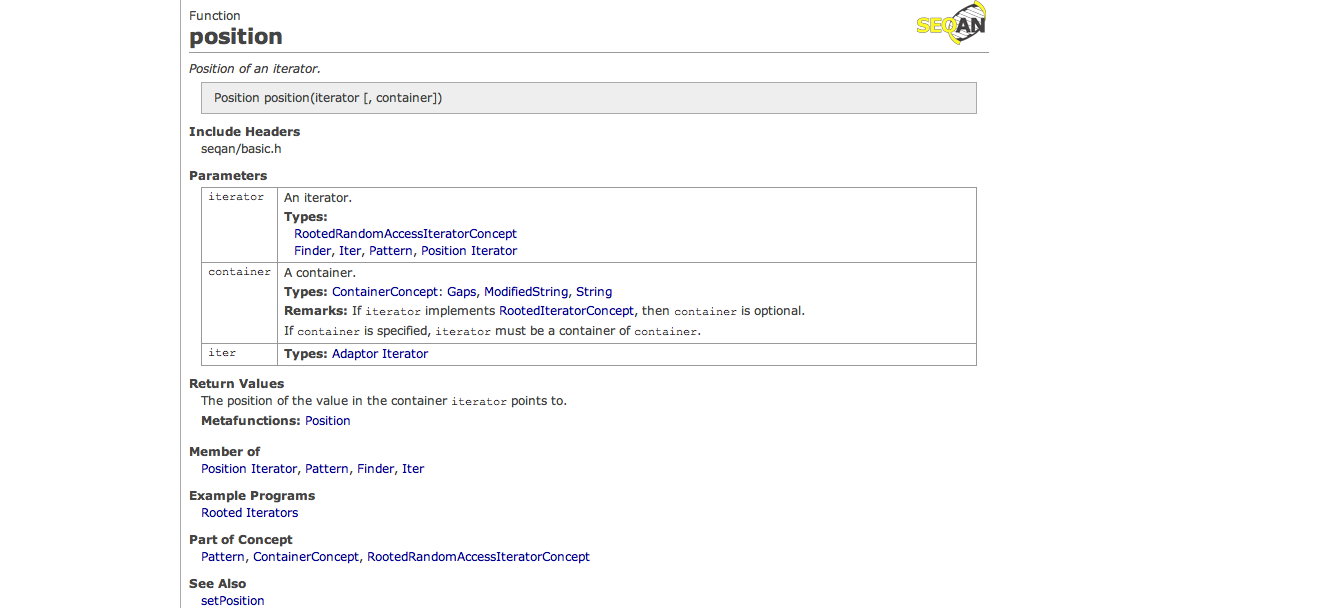 Function
position
SEQAN
Position of an iterator.
Position position(iterator [, container])
Include Headers
seqan/basic.h
Parameters
iterator An iterator.
Types:
RootedRandomAccessIteratorConcept
Finder, Iter, Pattern, Position Iterator
container A container.
Types: ContainerConcept: Gaps, ModifiedString, String
Remarks: If iterator implements RootedIteratorConcept, then container is optional.
If container is specified, iterator must be a container of container.
iter Types: Adaptor Iterator
Return Values
The position of the value in the container iterator points to.
Metafunctions: Position
Member of
Position Iterator, Pattern, Finder, Iter
Example Programs
Rooted Iterators
Part of Concept
Pattern, ContainerConcept, RootedRandomAccessIteratorConcept
See Also
setPosition